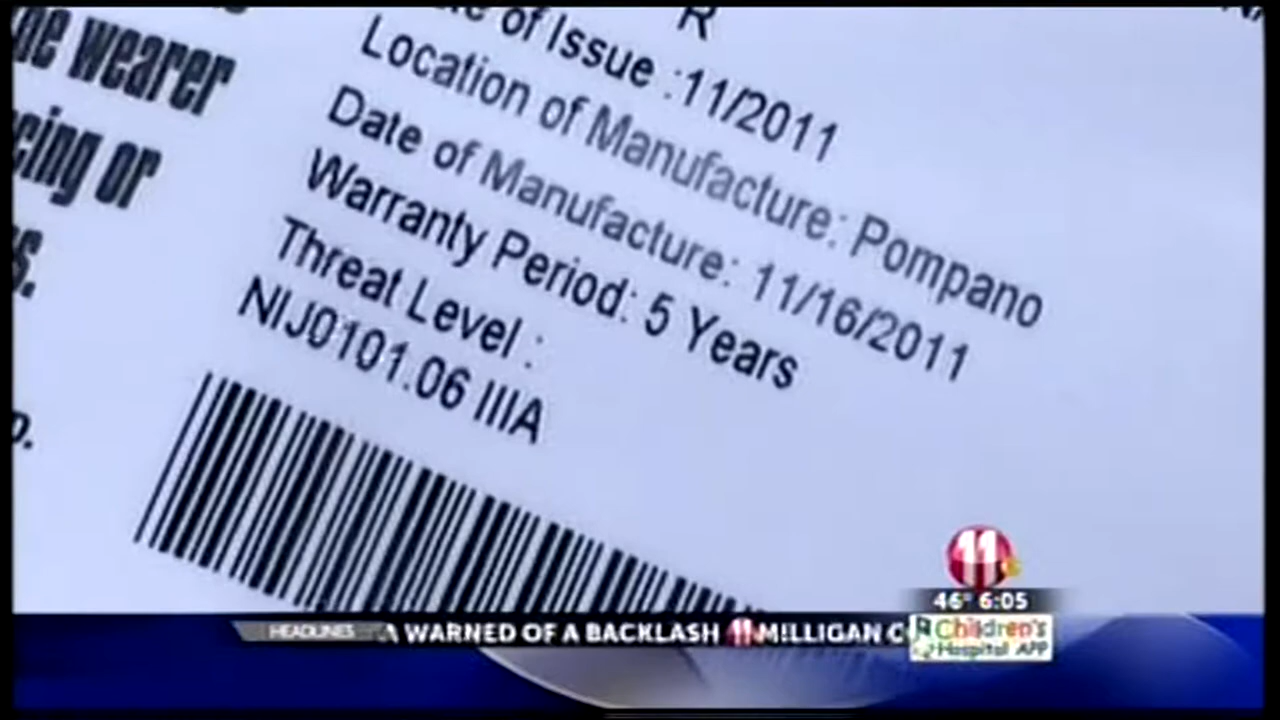 R
of Issue :11/2011
Location of Manufacture: Pompano
Date of Manufacture: 11/16/2011
Warranty Period: 5 Years
Threat Level :
NIJ0101.06 IIIA
wearer
or
11
46° 6:05
HEADLINES WARNED OF A BACKLASH 11 MILLIGAN
Children's
Hospital APP